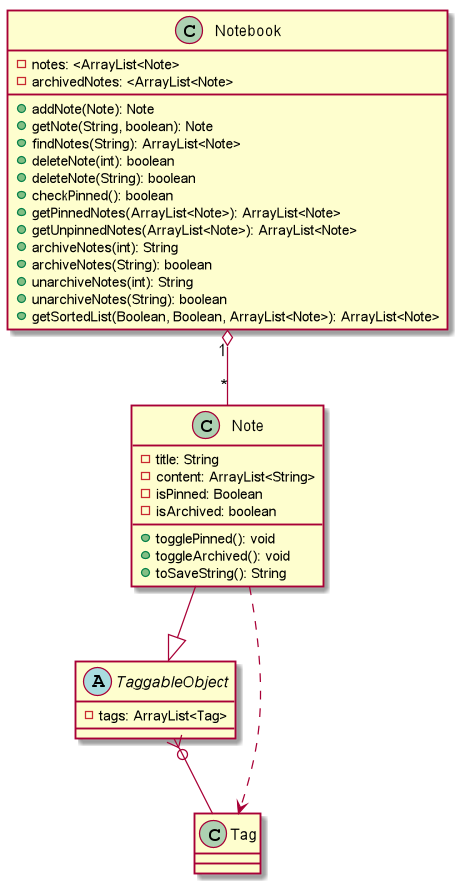 C Notebook
notes: <ArrayList<Note>
archivedNotes: <ArrayList<Note>
addNote(Note): Note
getNote(String, boolean): Note
findNotes(String): ArrayList<Note>
deleteNote(int): boolean
deleteNote(String): boolean
checkPinned(): boolean
getPinnedNotes(ArrayList<Note>): ArrayList<Note>
getUnpinnedNotes(ArrayList<Note>): ArrayList<Note>
archiveNotes(int): String
archiveNotes(String): boolean
unarchiveNotes(int): String
unarchiveNotes(String): boolean
getSortedList(Boolean, Boolean, ArrayList<Note>): ArrayList<Note>
1
*
C Note
title: String
content: ArrayList<String>
isPinned: Boolean
isArchived: boolean
togglePinned(): void
toggleArchived(): void
toSaveString(): String
A TaggableObject
tags: ArrayList<Tag>
C Tag